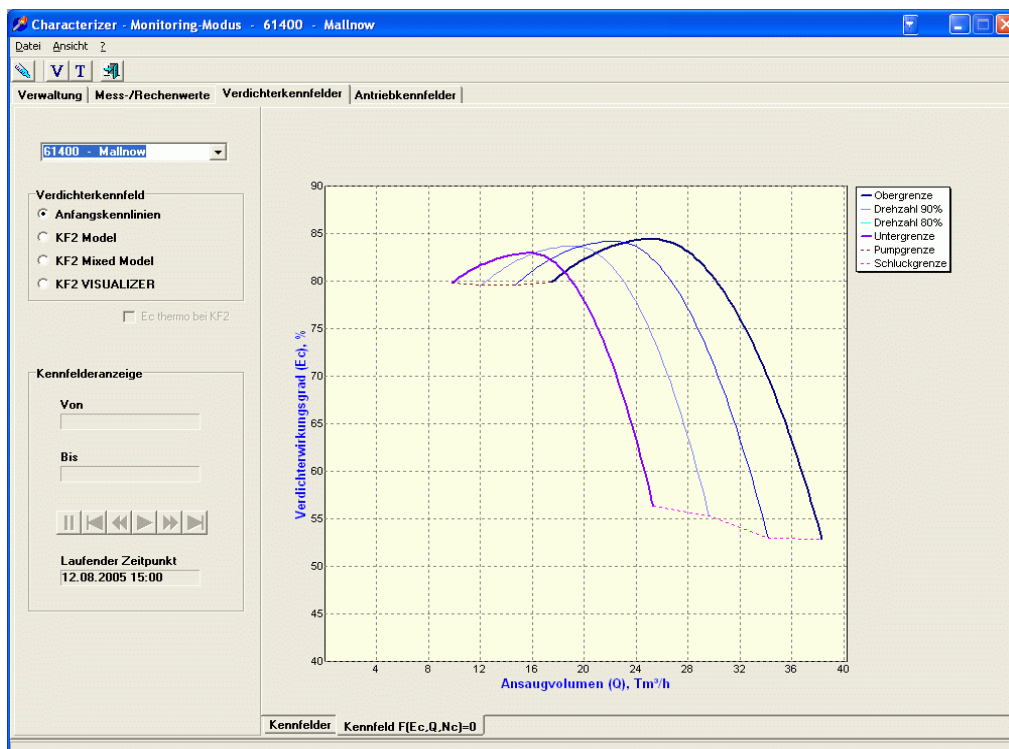 Characterizer - Monitoring-Modus - 61400 - Mallnow
Datei Ansicht ?
V T
Verwaltung Mess-/Rechenwerte Verdichterkennfelder Antriebkennfelder
61400 - Mallnow
Verdichterkennfeld
Anfangskennlinien
KF2 Model
KF2 Mixed Model
KF2 VISUALIZER
Ec thermo bei KF2
Kennfelderanzeige
Von
Bis
Laufender Zeitpunkt
12.08.2005 15:00
Verdichterwirkungsgrad (Ec), %
90
85
80
75
70
65
60
55
50
45
40
4 8 12 16 20 24 28 32 36 40
Ansaugvolumen (Q), Tm³/h
Obergrenze
Drehzahl 90%
Drehzahl 80%
Untergrenze
Pumpgrenze
Schluckgrenze
Kennfelder Kennfeld F(Ec,Q,Nc)=0